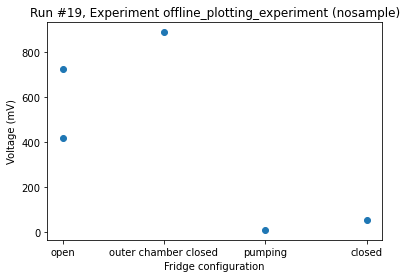 Run #19, Experiment offline_plotting_experiment (nosample)
Voltage (mV)
800
600
400
200
0
open outer chamber closed pumping closed
Fridge configuration